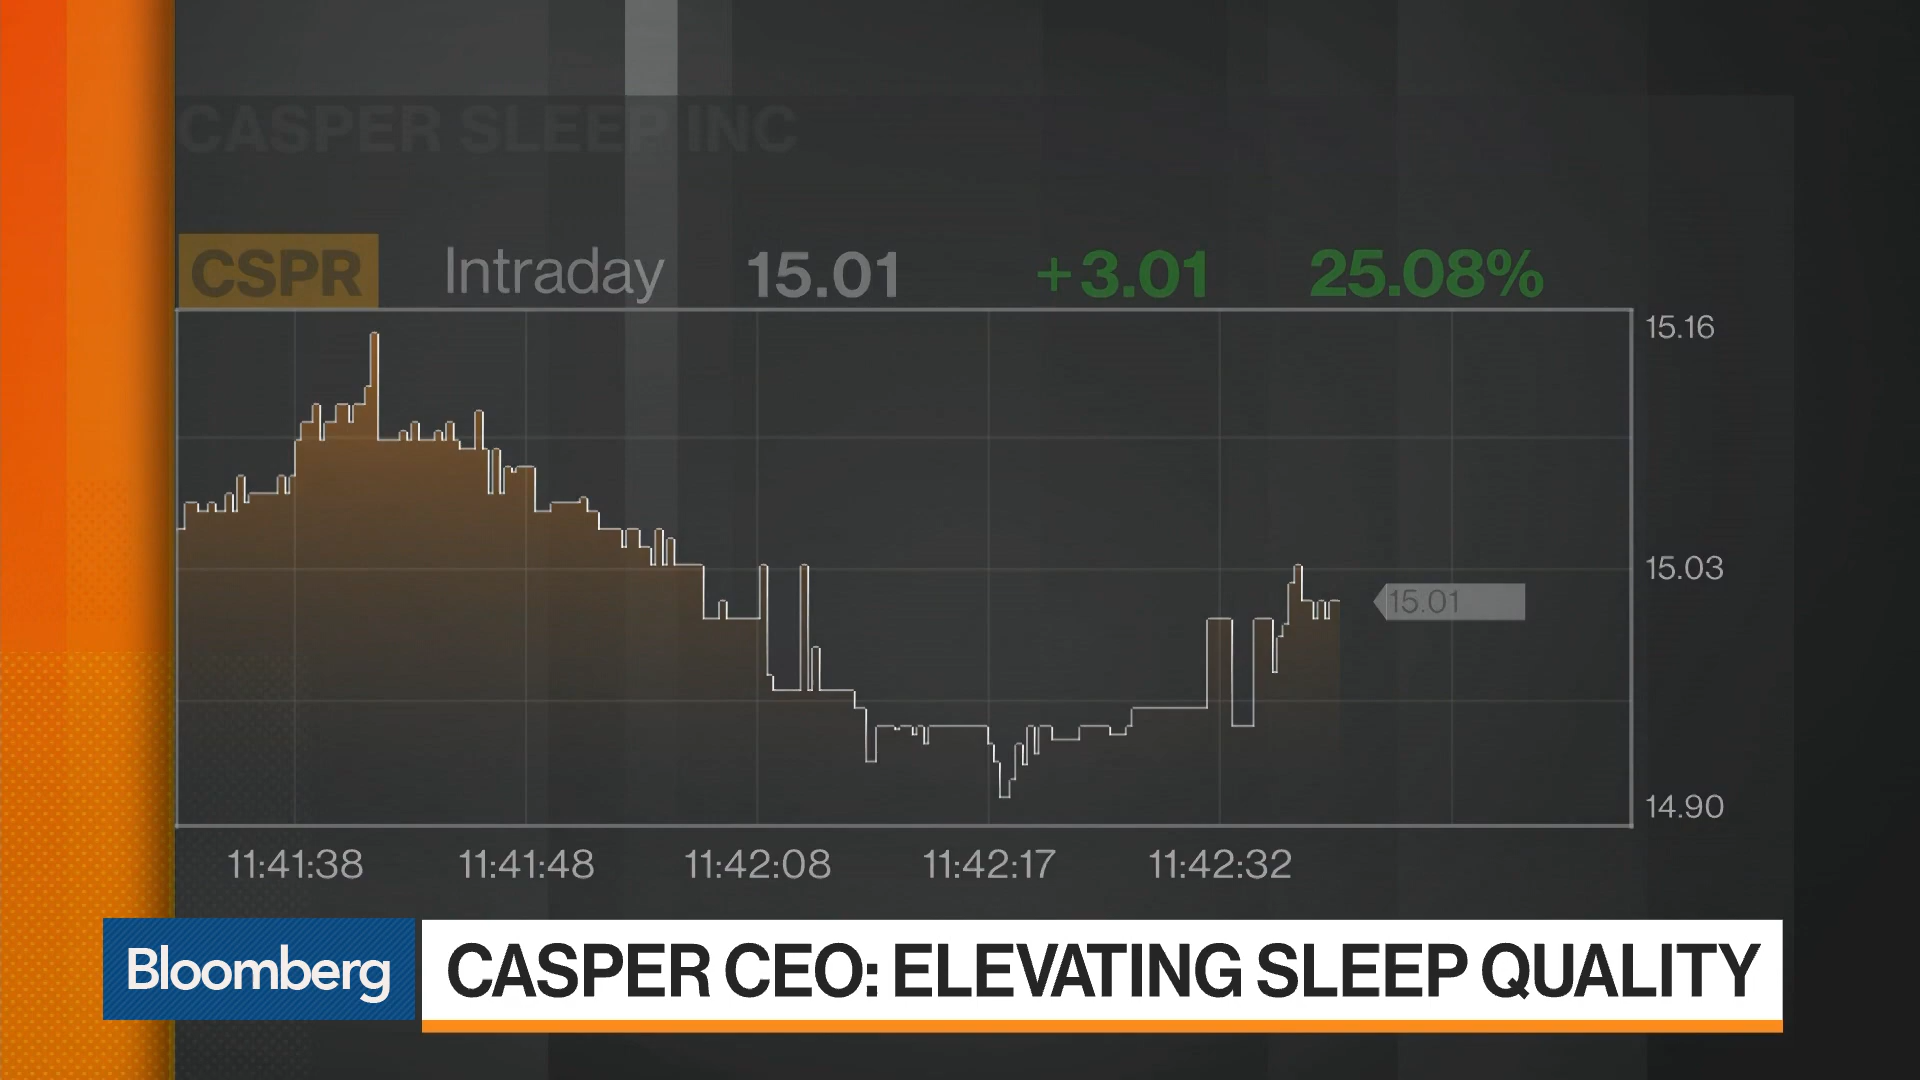 CASPER SLEEP INC
CSPR Intraday 15.01 +3.01 25.08%
15.16
15.03
15.01
14.90
11:41:38 11:41:48 11:42:08 11:42:17 11:42:32
Bloomberg CASPER CEO: ELEVATING SLEEP QUALITY